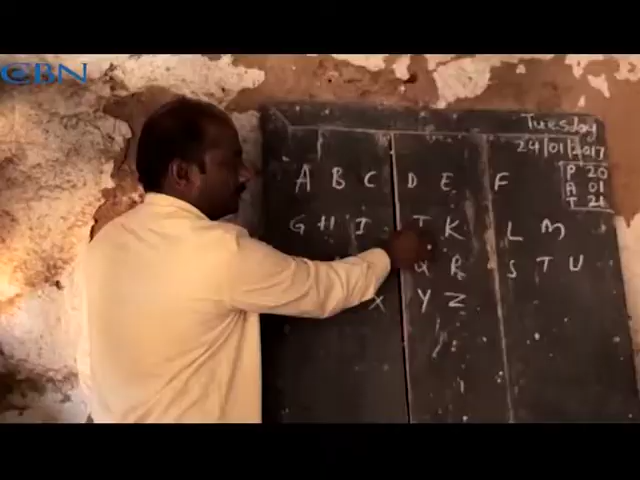 CBN
Tuesday
24/01/2017
P 20
A 01
T 21
A B C D E F
G H I J K L M
Q R S T U
X Y Z